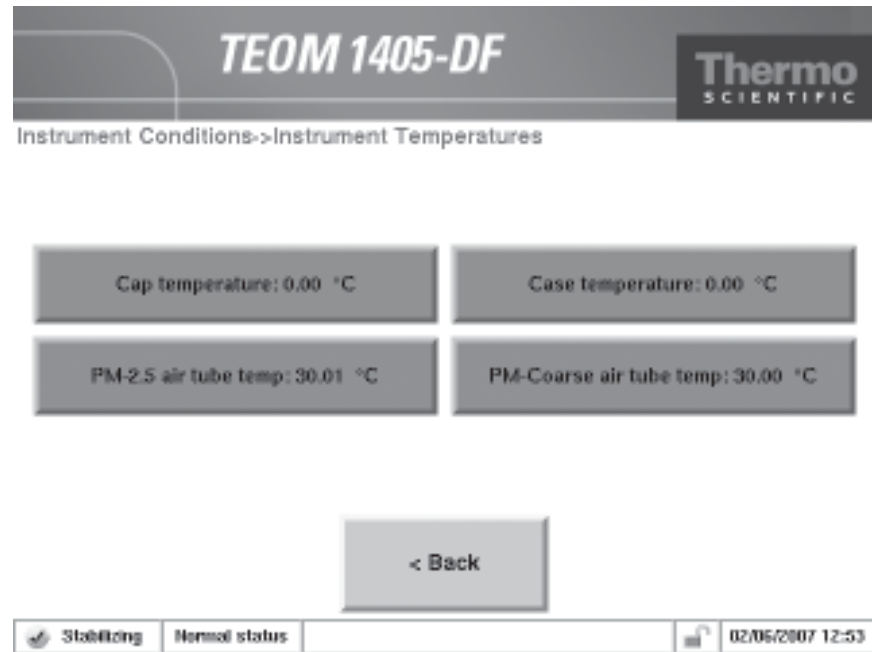 TEOM 1405-DF
Thermo
SCIENTIFIC
Instrument Conditions->Instrument Temperatures
Cap temperature: 0.00 °C
Case temperature: 0.00 °C
PM-2.5 air tube temp: 30.01 °C
PM-Coarse air tube temp: 30.00 °C
< Back
Stabilizing
Normal status
02/06/2007 12:53